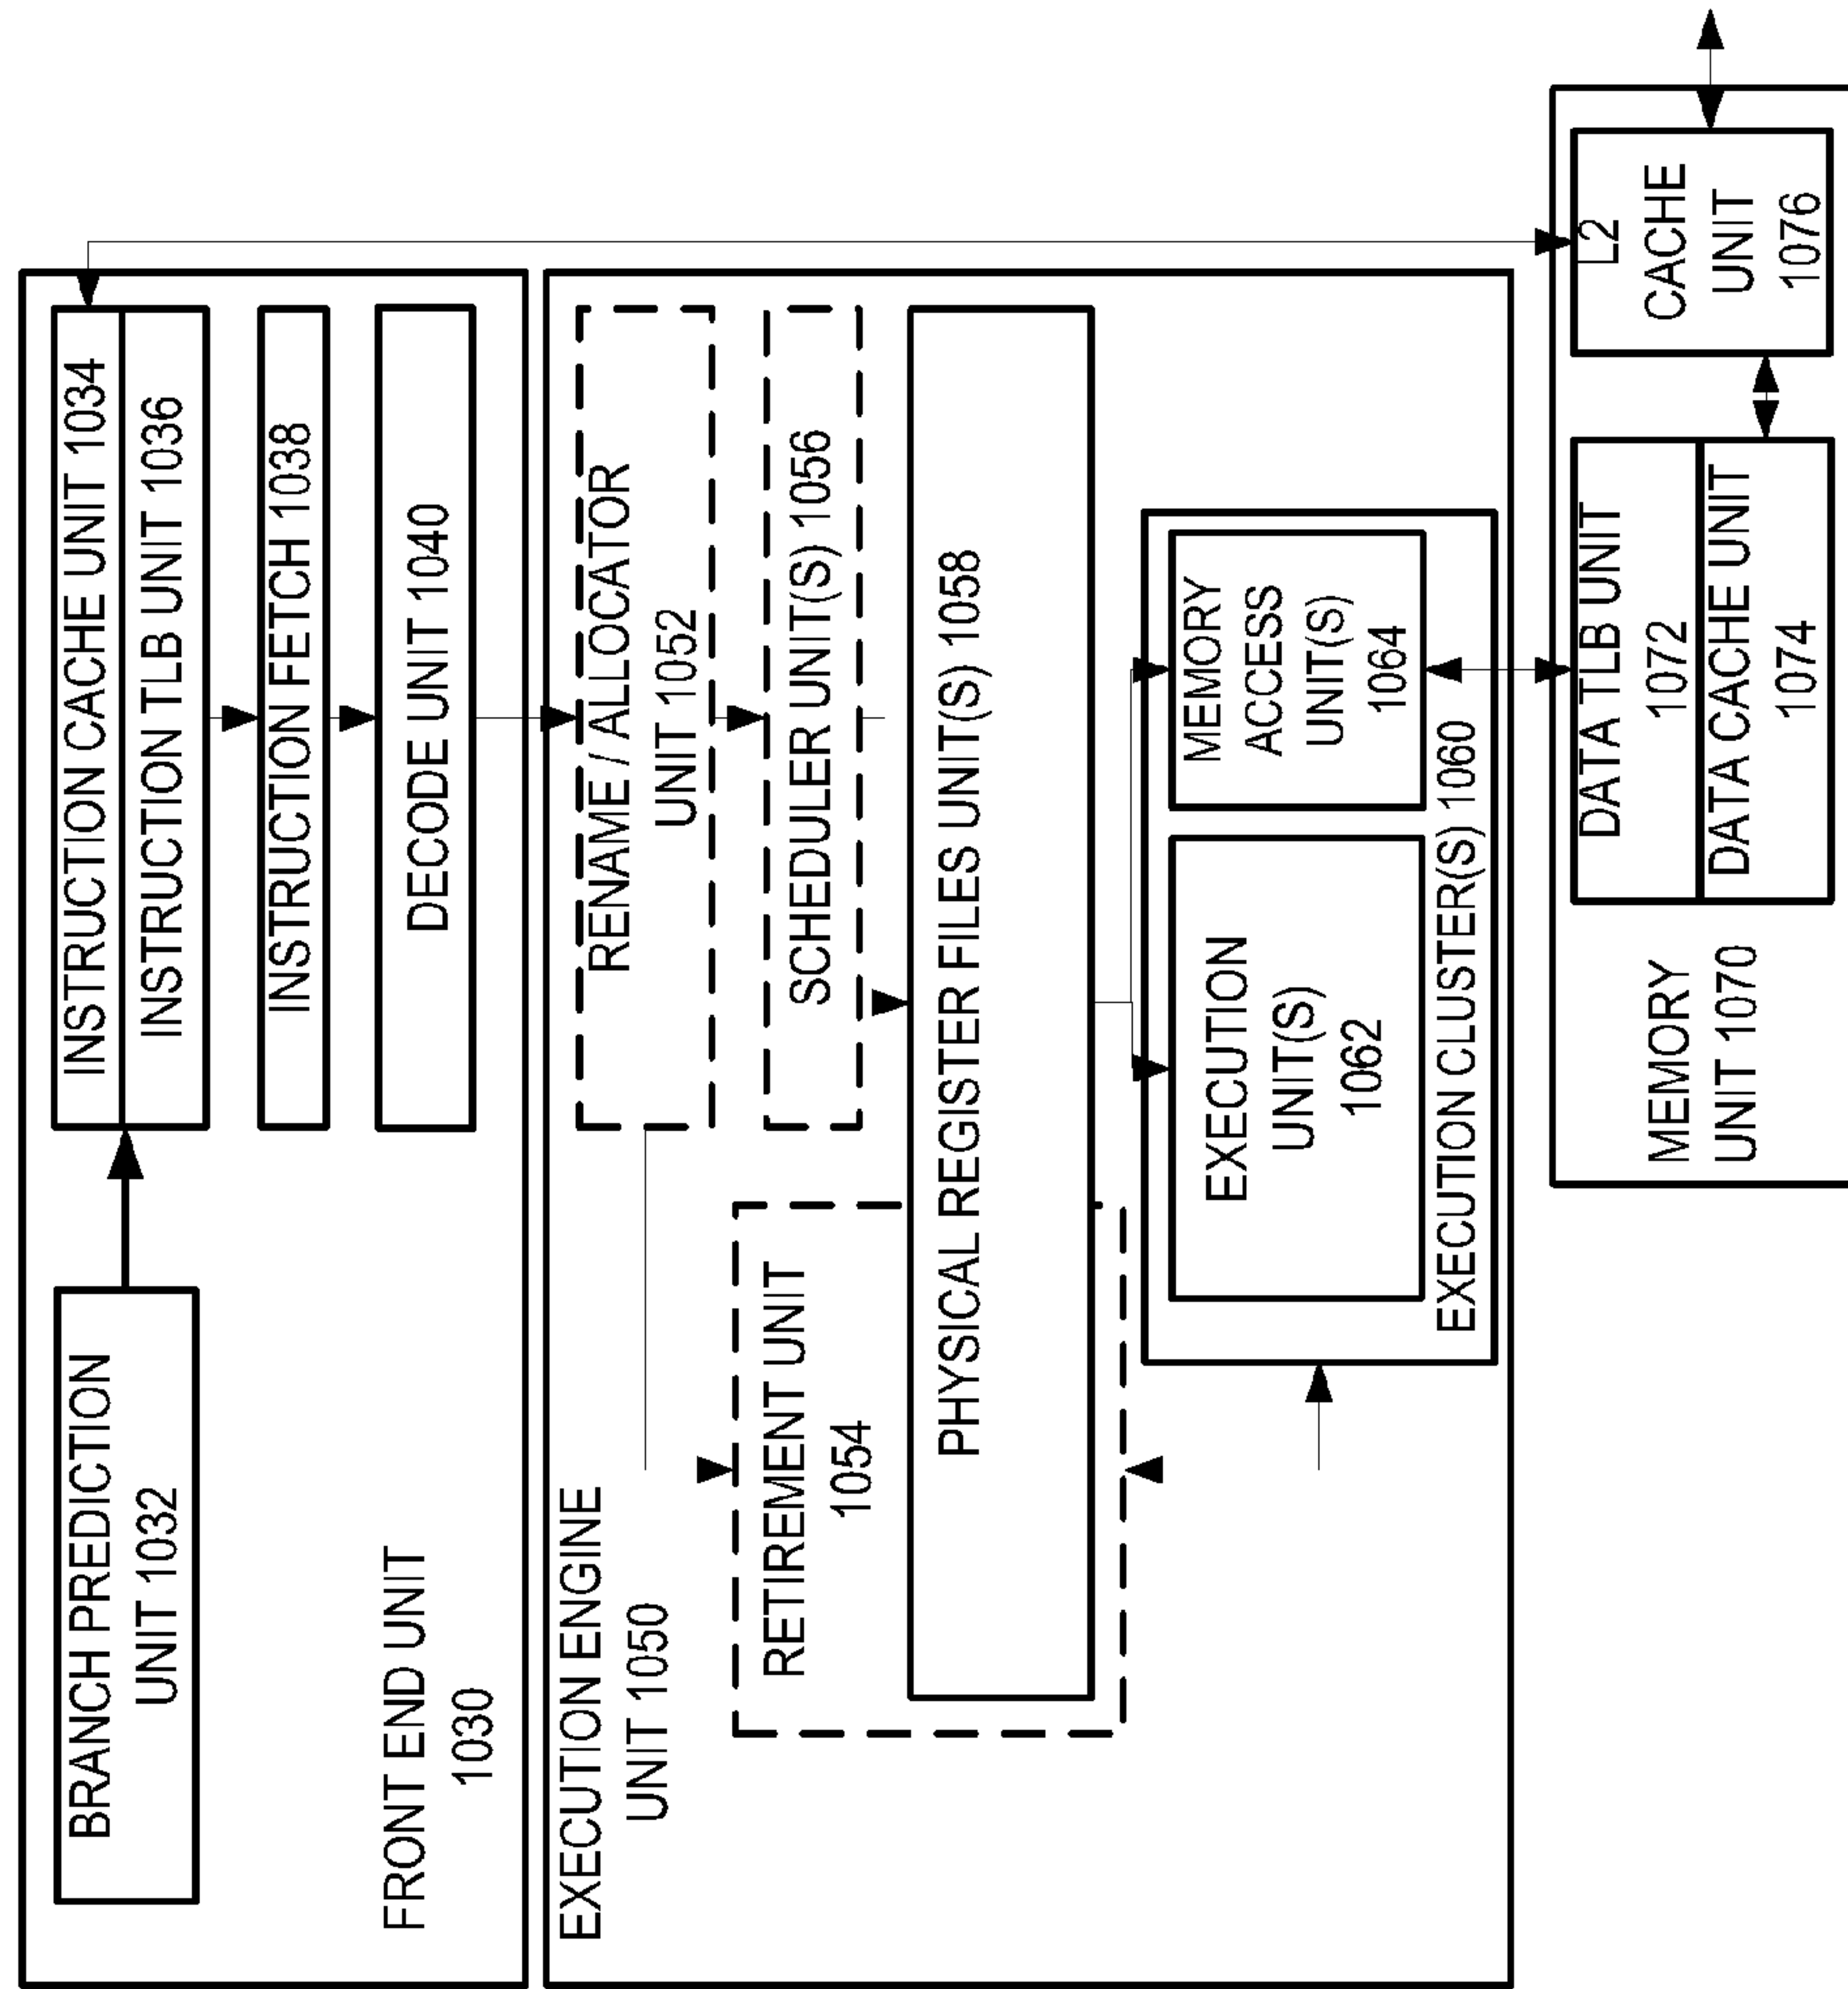 BRANCH PREDICTION
UNIT 1032
INSTRUCTION CACHE UNIT 1034
INSTRUCTION TLB UNIT 1036
INSTRUCTION FETCH 1038
DECODE UNIT 1040
FRONT END UNIT
1030
EXECUTION ENGINE
UNIT 1050
RENAME / ALLOCATOR
UNIT 1052
RETIREMENT UNIT
1054
SCHEDULER UNIT(S) 1056
PHYSICAL REGISTER FILES UNIT(S) 1058
EXECUTION
UNIT(S)
1062
MEMORY
ACCESS
UNIT(S)
1064
EXECUTION CLUSTER(S) 1060
MEMORY
UNIT 1070
DATA TLB UNIT
1072
DATA CACHE UNIT
1074
L2
CACHE
UNIT
1076